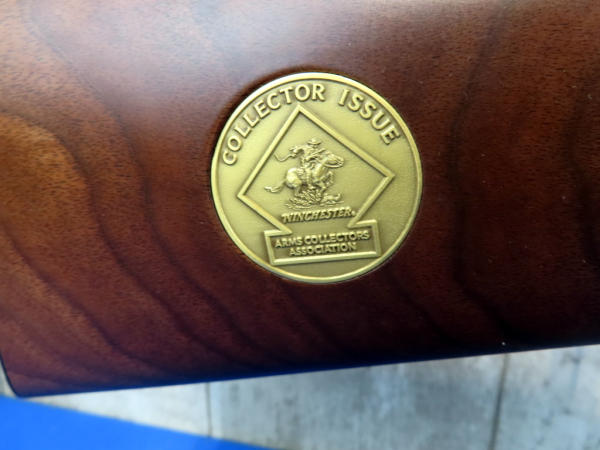 COLLECTOR ISSUE
WINCHESTER®
ARMS COLLECTORS
ASSOCIATION